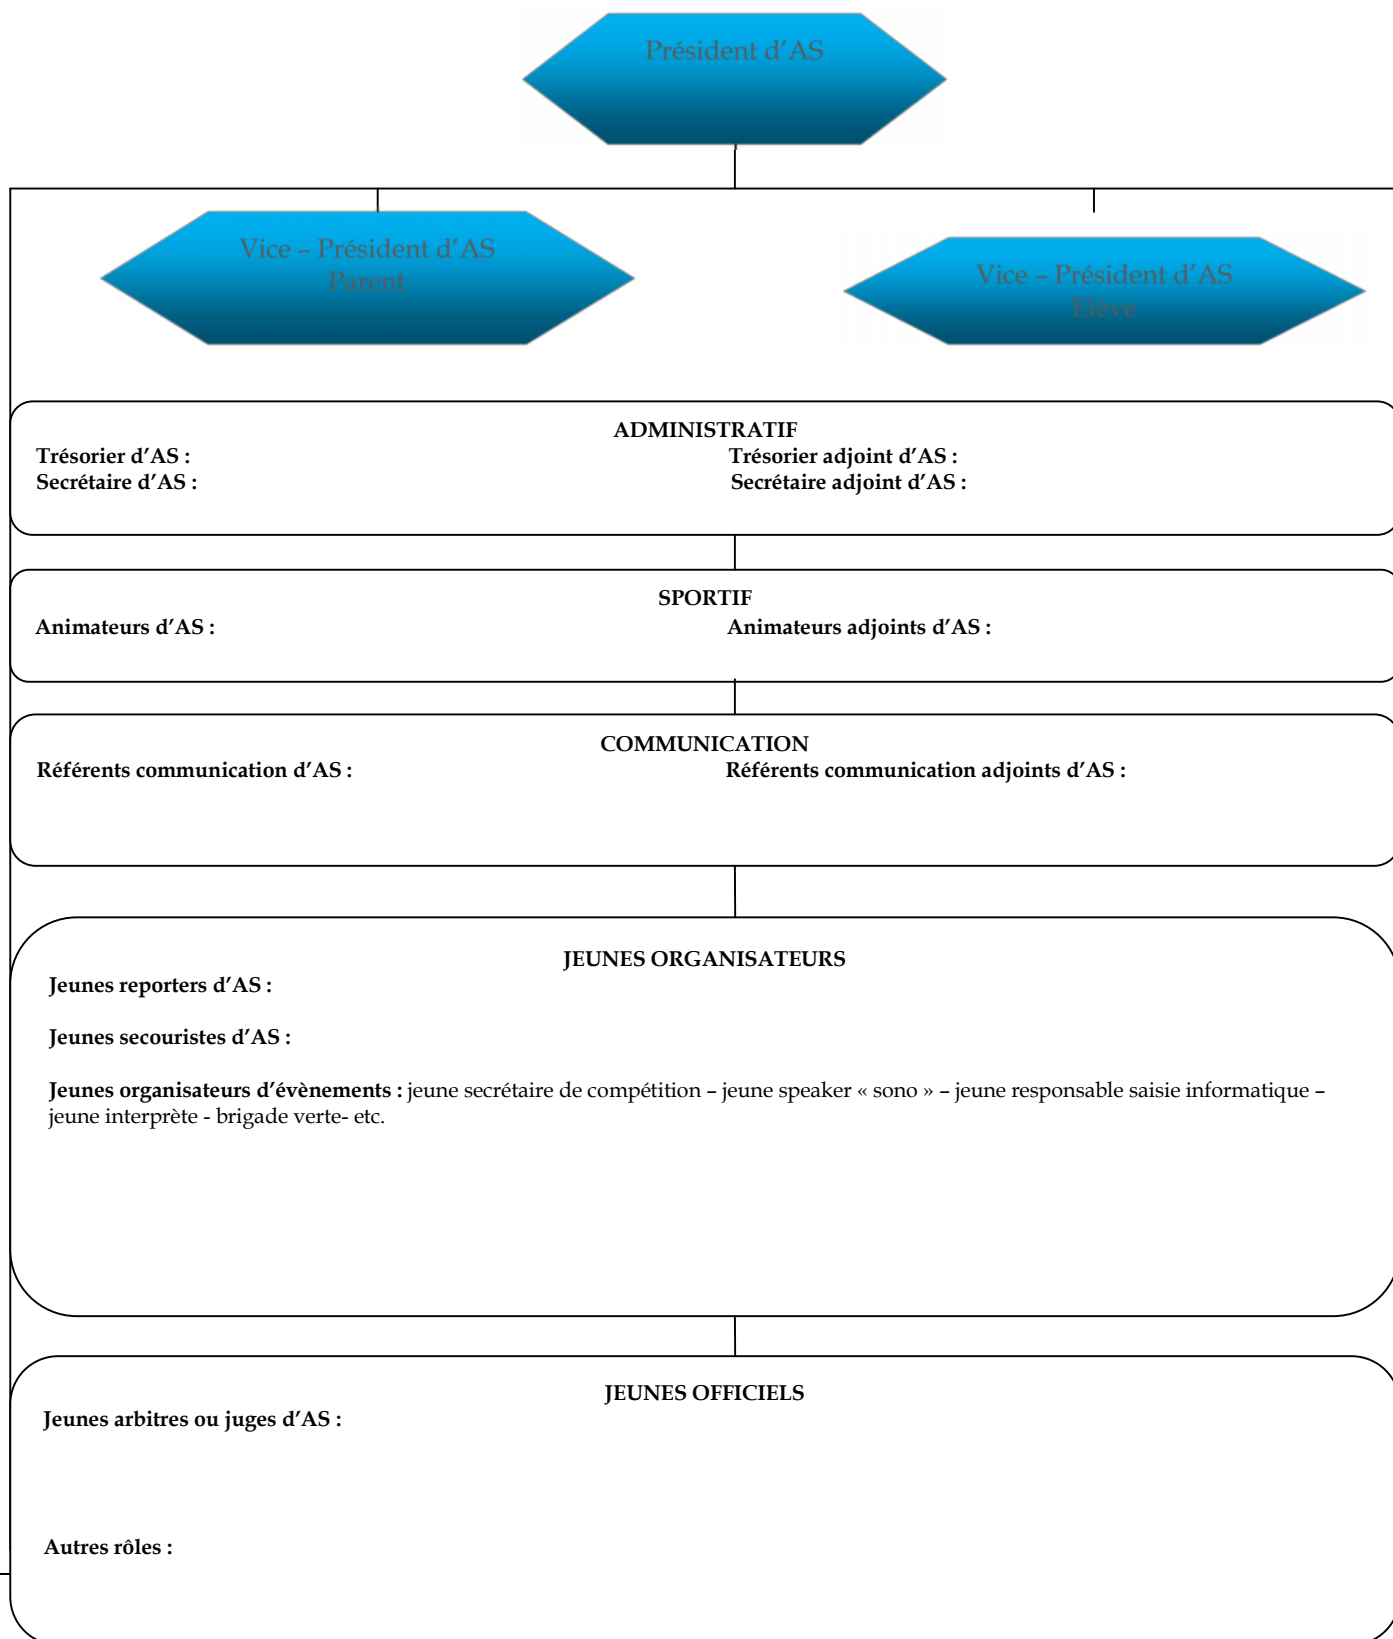 Président d’AS
Vice – Président d’AS
Parent
Vice – Président d’AS
Elève
ADMINISTRATIF
Trésorier d’AS : Trésorier adjoint d’AS :
Secrétaire d’AS : Secrétaire adjoint d’AS :
SPORTIF
Animateurs d’AS : Animateurs adjoints d’AS :
COMMUNICATION
Référents communication d’AS : Référents communication adjoints d’AS :
JEUNES ORGANISATEURS
Jeunes reporters d’AS :
Jeunes secouristes d’AS :
Jeunes organisateurs d’évènements : jeune secrétaire de compétition – jeune speaker « sono » – jeune responsable saisie informatique –
jeune interprète - brigade verte- etc.
JEUNES OFFICIELS
Jeunes arbitres ou juges d’AS :
Autres rôles :